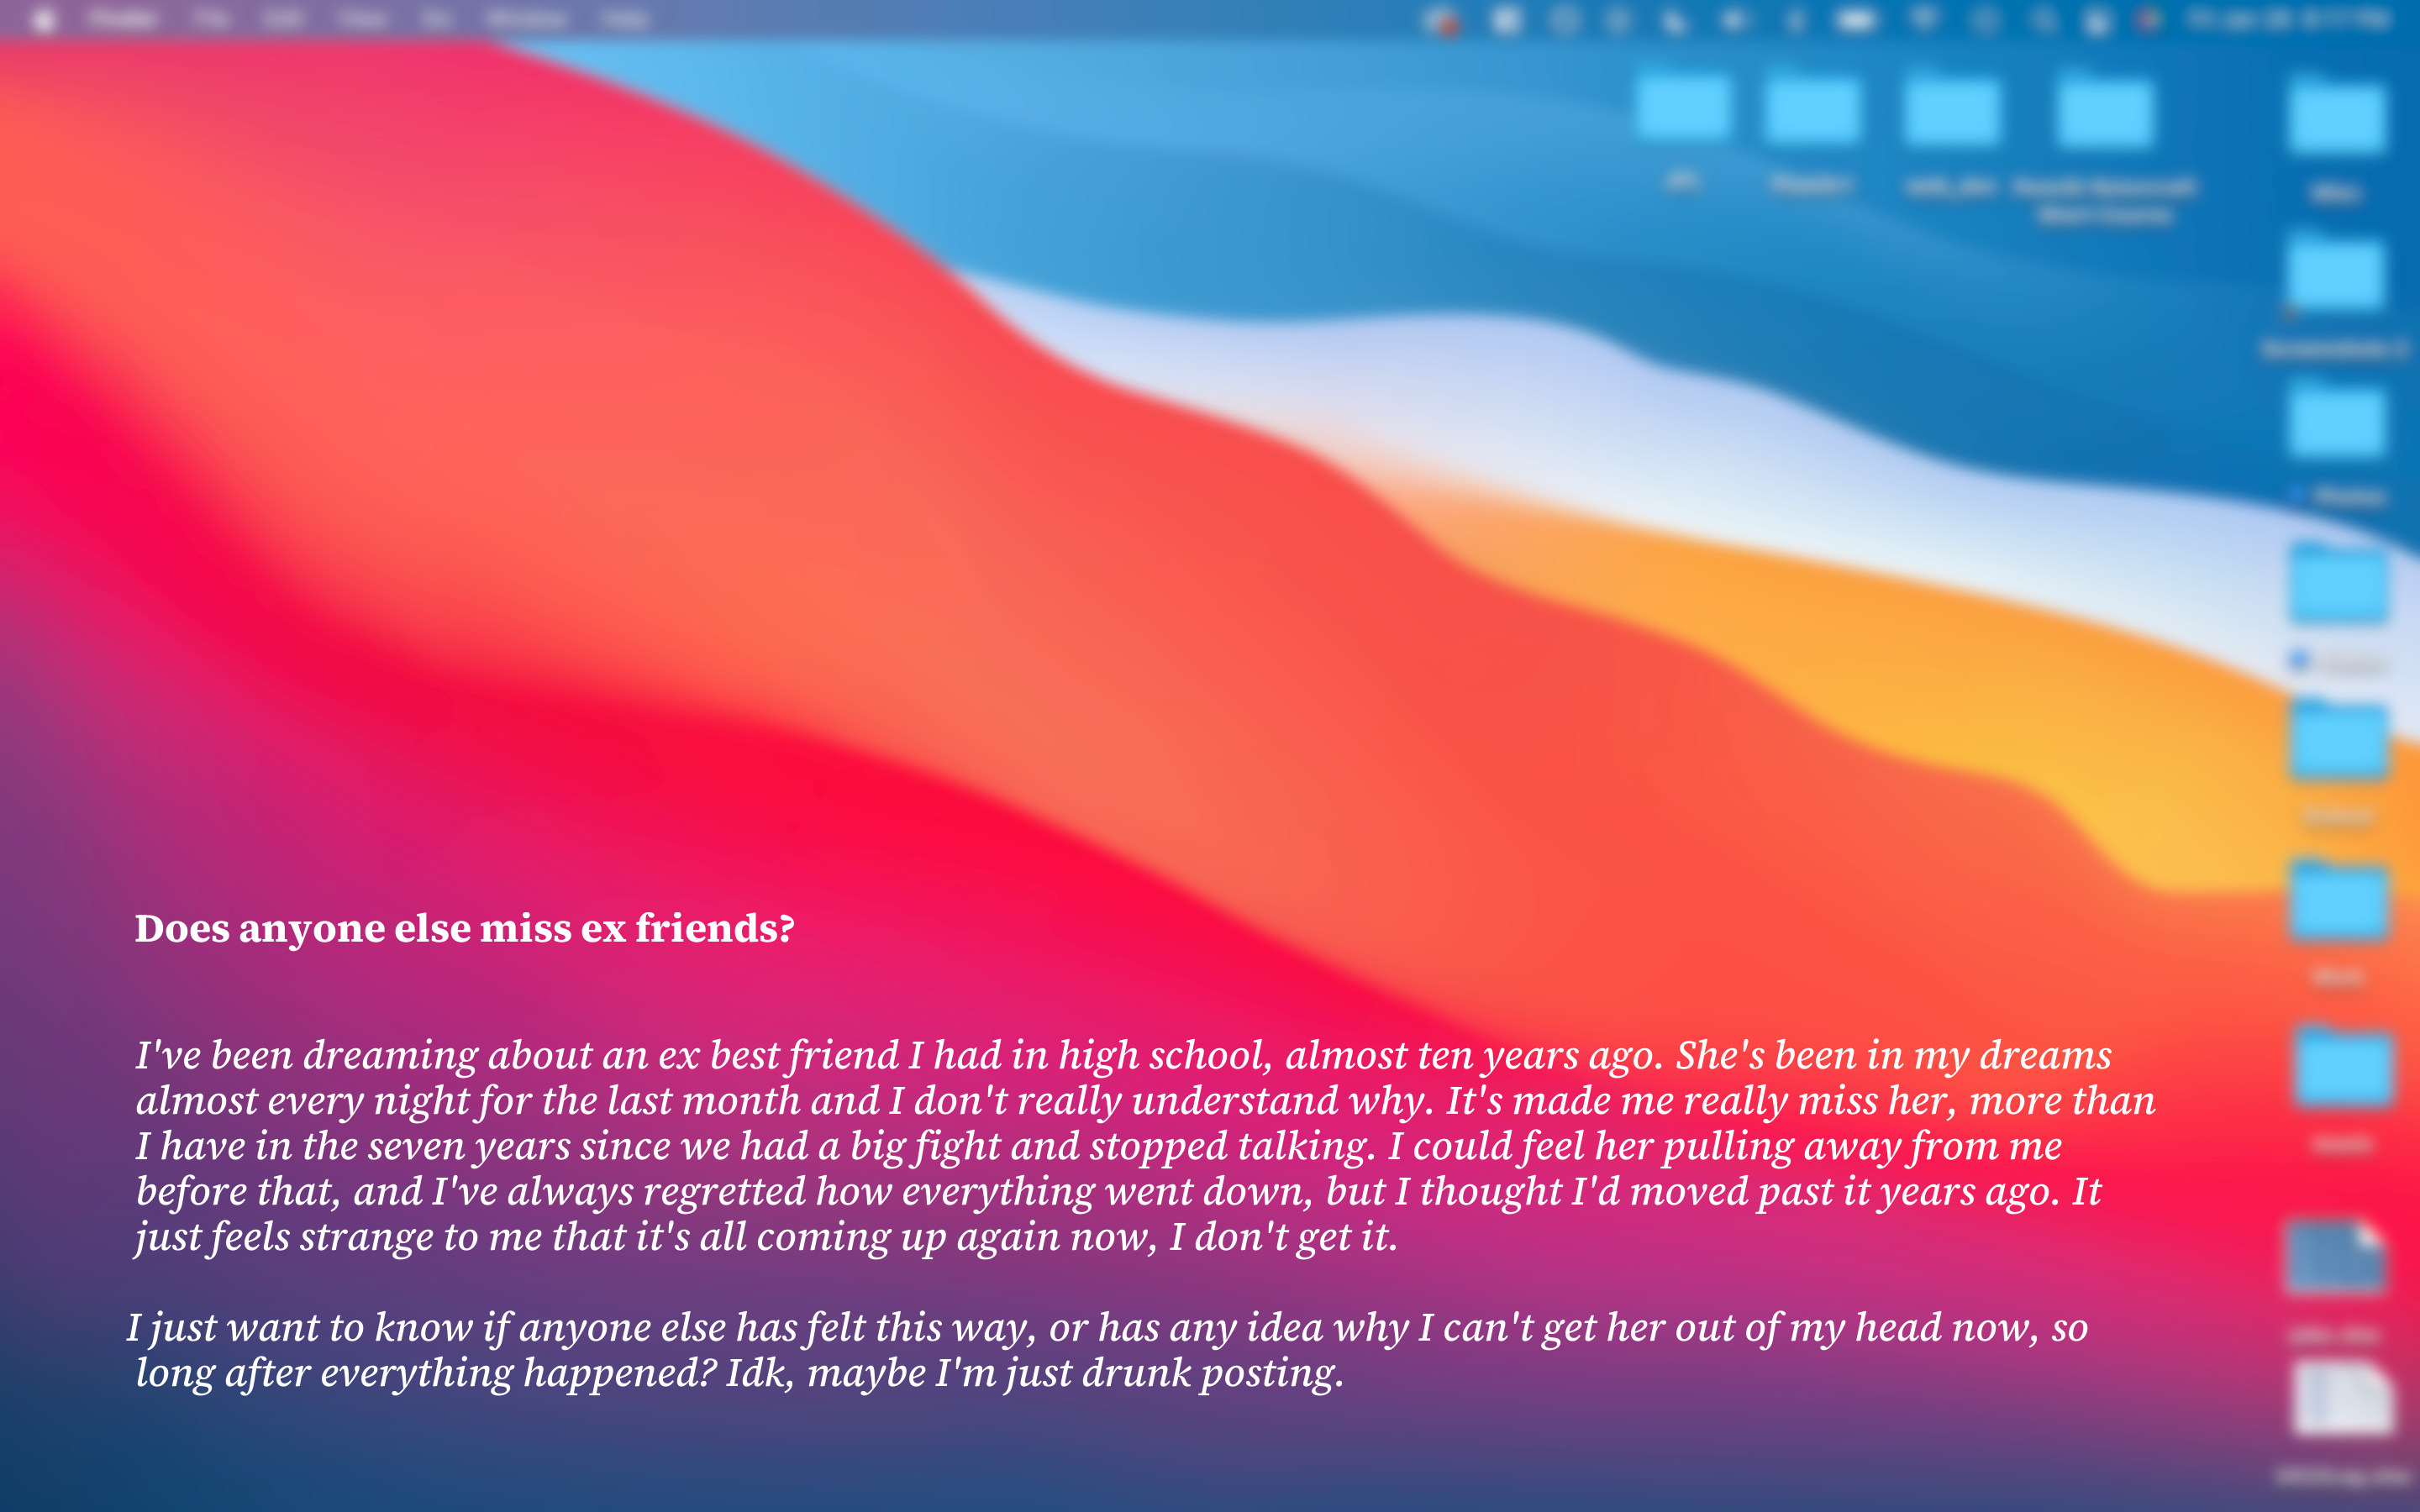 Finder File Edit View Go Window Help
Does anyone else miss ex friends?
I've been dreaming about an ex best friend I had in high school, almost ten years ago. She's been in my dreams
almost every night for the last month and I don't really understand why. It's made me really miss her, more than
I have in the seven years since we had a big fight and stopped talking. I could feel her pulling away from me
before that, and I've always regretted how everything went down, but I thought I'd moved past it years ago. It
just feels strange to me that it's all coming up again now, I don't get it.
I just want to know if anyone else has felt this way, or has any idea why I can't get her out of my head now, so
long after everything happened? Idk, maybe I'm just drunk posting.